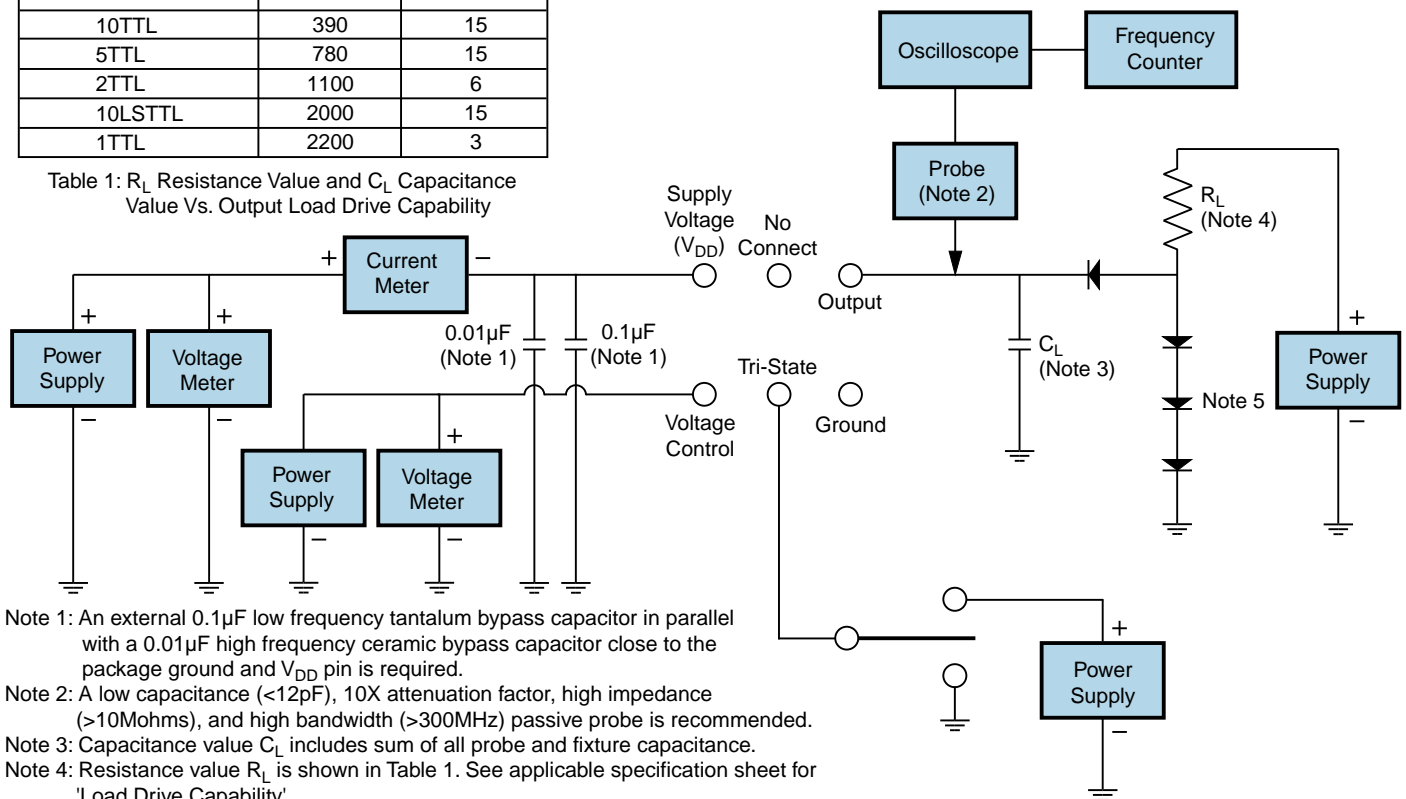 10TTL 390 15
5TTL 780 15
2TTL 1100 6
10LSTTL 2000 15
1TTL 2200 3
Table 1: RL Resistance Value and CL Capacitance
Value Vs. Output Load Drive Capability
Oscilloscope
Frequency
Counter
Probe
(Note 2)
RL
(Note 4)
Supply
Voltage
(VDD)
No
Connect
Output
+
Current
Meter
−
+
Power
Supply
−
+
Voltage
Meter
−
0.01µF
(Note 1)
0.1µF
(Note 1)
CL
(Note 3)
Note 5
+
Power
Supply
−
Tri-State
Voltage
Control
Ground
Power
Supply
−
+
Voltage
Meter
−
+
Power
Supply
−
Note 1: An external 0.1µF low frequency tantalum bypass capacitor in parallel
with a 0.01µF high frequency ceramic bypass capacitor close to the
package ground and VDD pin is required.
Note 2: A low capacitance (<12pF), 10X attenuation factor, high impedance
(>10Mohms), and high bandwidth (>300MHz) passive probe is recommended.
Note 3: Capacitance value CL includes sum of all probe and fixture capacitance.
Note 4: Resistance value RL is shown in Table 1. See applicable specification sheet for
'Load Drive Capability'